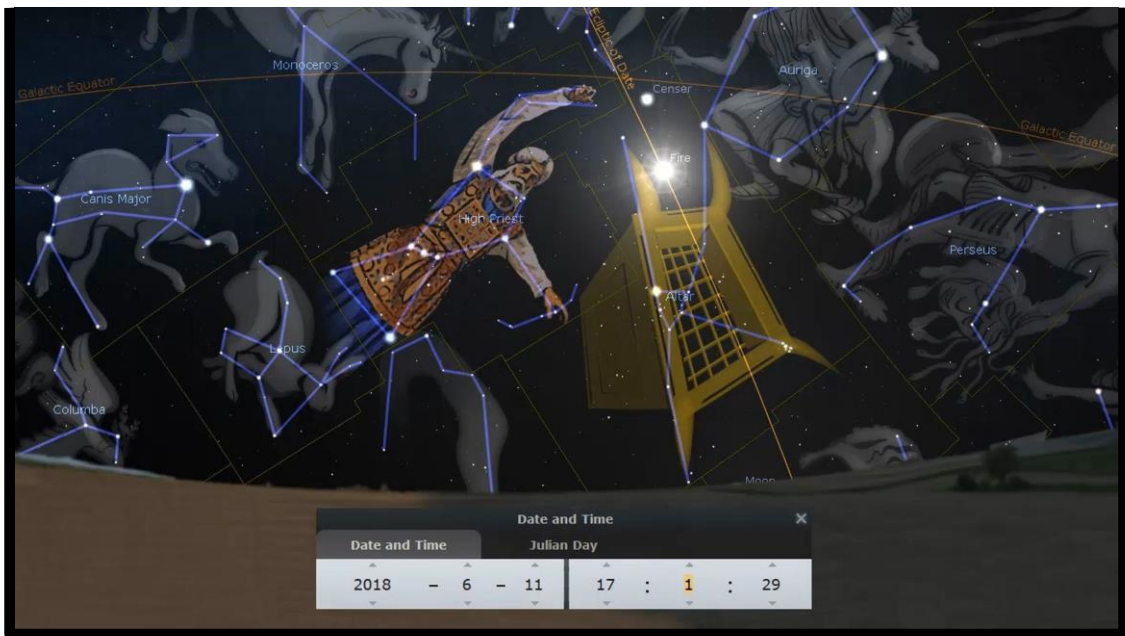 Ecliptic of Date
Monoceros
Auriga
Galactic Equator
Censer
Galactic Equator
Fire
Canis Major
High Priest
Perseus
Altar
Lepus
Columba
Moon
Date and Time ×
Date and Time Julian Day
2018 – 6 – 11 17 : 1 : 29